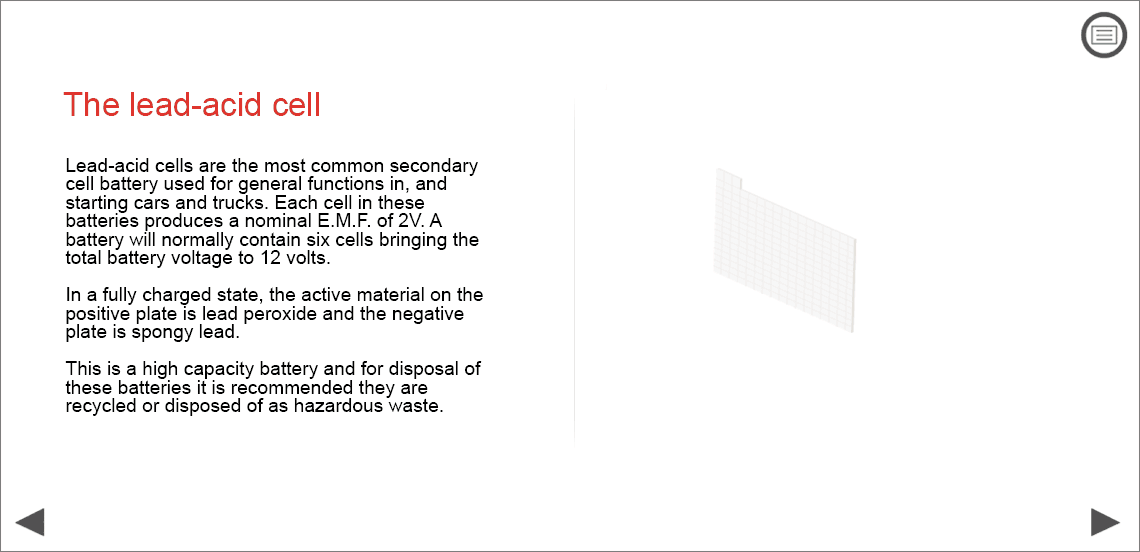 The lead-acid cell
Lead-acid cells are the most common secondary
cell battery used for general functions in, and
starting cars and trucks. Each cell in these
batteries produces a nominal E.M.F. of 2V. A
battery will normally contain six cells bringing the
total battery voltage to 12 volts.
In a fully charged state, the active material on the
positive plate is lead peroxide and the negative
plate is spongy lead.
This is a high capacity battery and for disposal of
these batteries it is recommended they are
recycled or disposed of as hazardous waste.